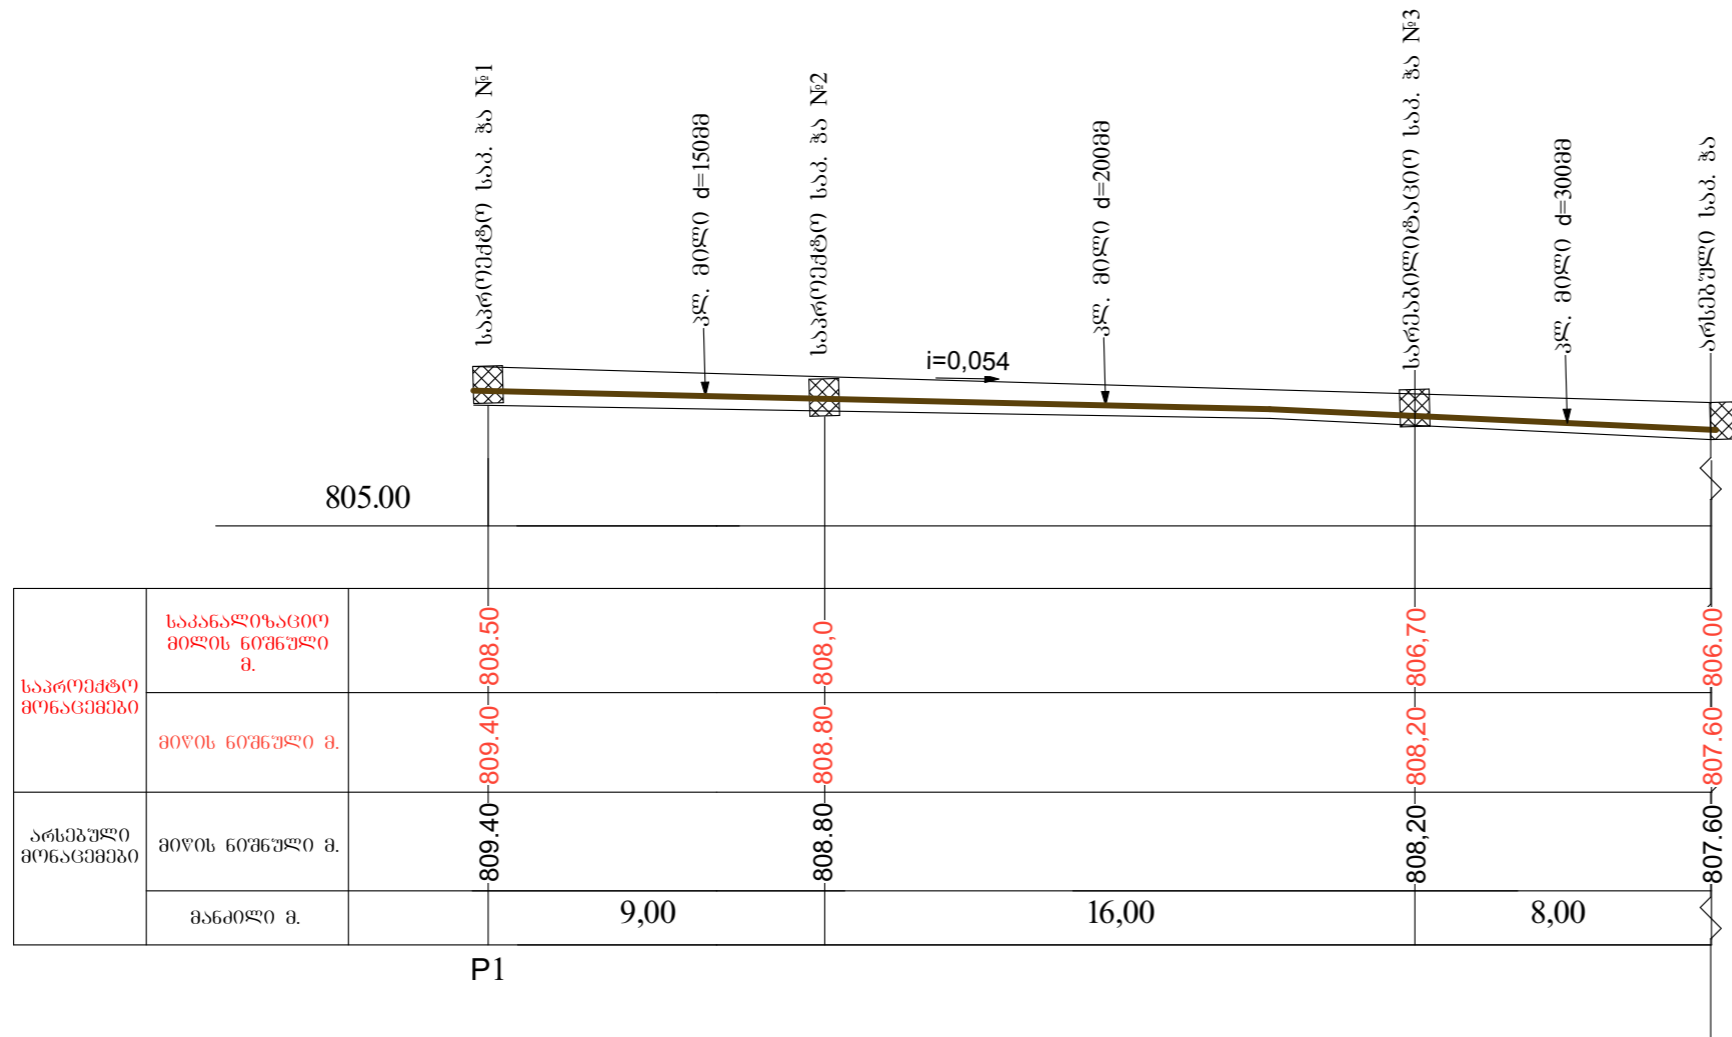 საპროექტო საკ. ჭა №1
კლ. მილი d=150მმ
საპროექტო საკ. ჭა №2
კლ. მილი d=200მმ
სარეაბილიტაციო საკ. ჭა №3
კლ. მილი d=300მმ
არსებული საკ. ჭა
i=0,054
805.00
საპროექტო
მონაცემები
საკანალიზაციო
მილის ნიშნული
მ.
808.50
808,0
806,70
806.00
მიწის ნიშნული მ.
809.40
808.80
808,20
807.60
არსებული
მონაცემები
მიწის ნიშნული მ.
809.40
808.80
808,20
807.60
მანძილი მ.
9,00
16,00
8,00
P1